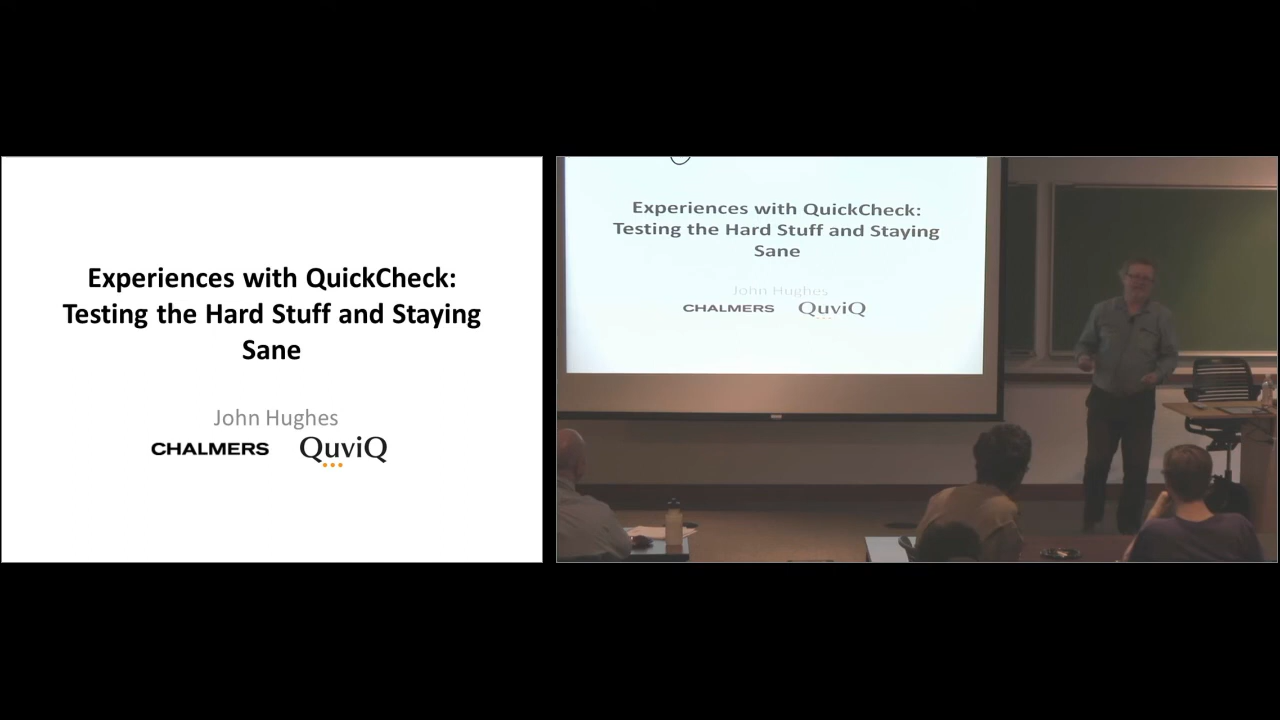 Experiences with QuickCheck:
Testing the Hard Stuff and Staying
Sane
John Hughes
CHALMERS QuviQ
Experiences with QuickCheck:
Testing the Hard Stuff and Staying
Sane
John Hughes
CHALMERS QuviQ